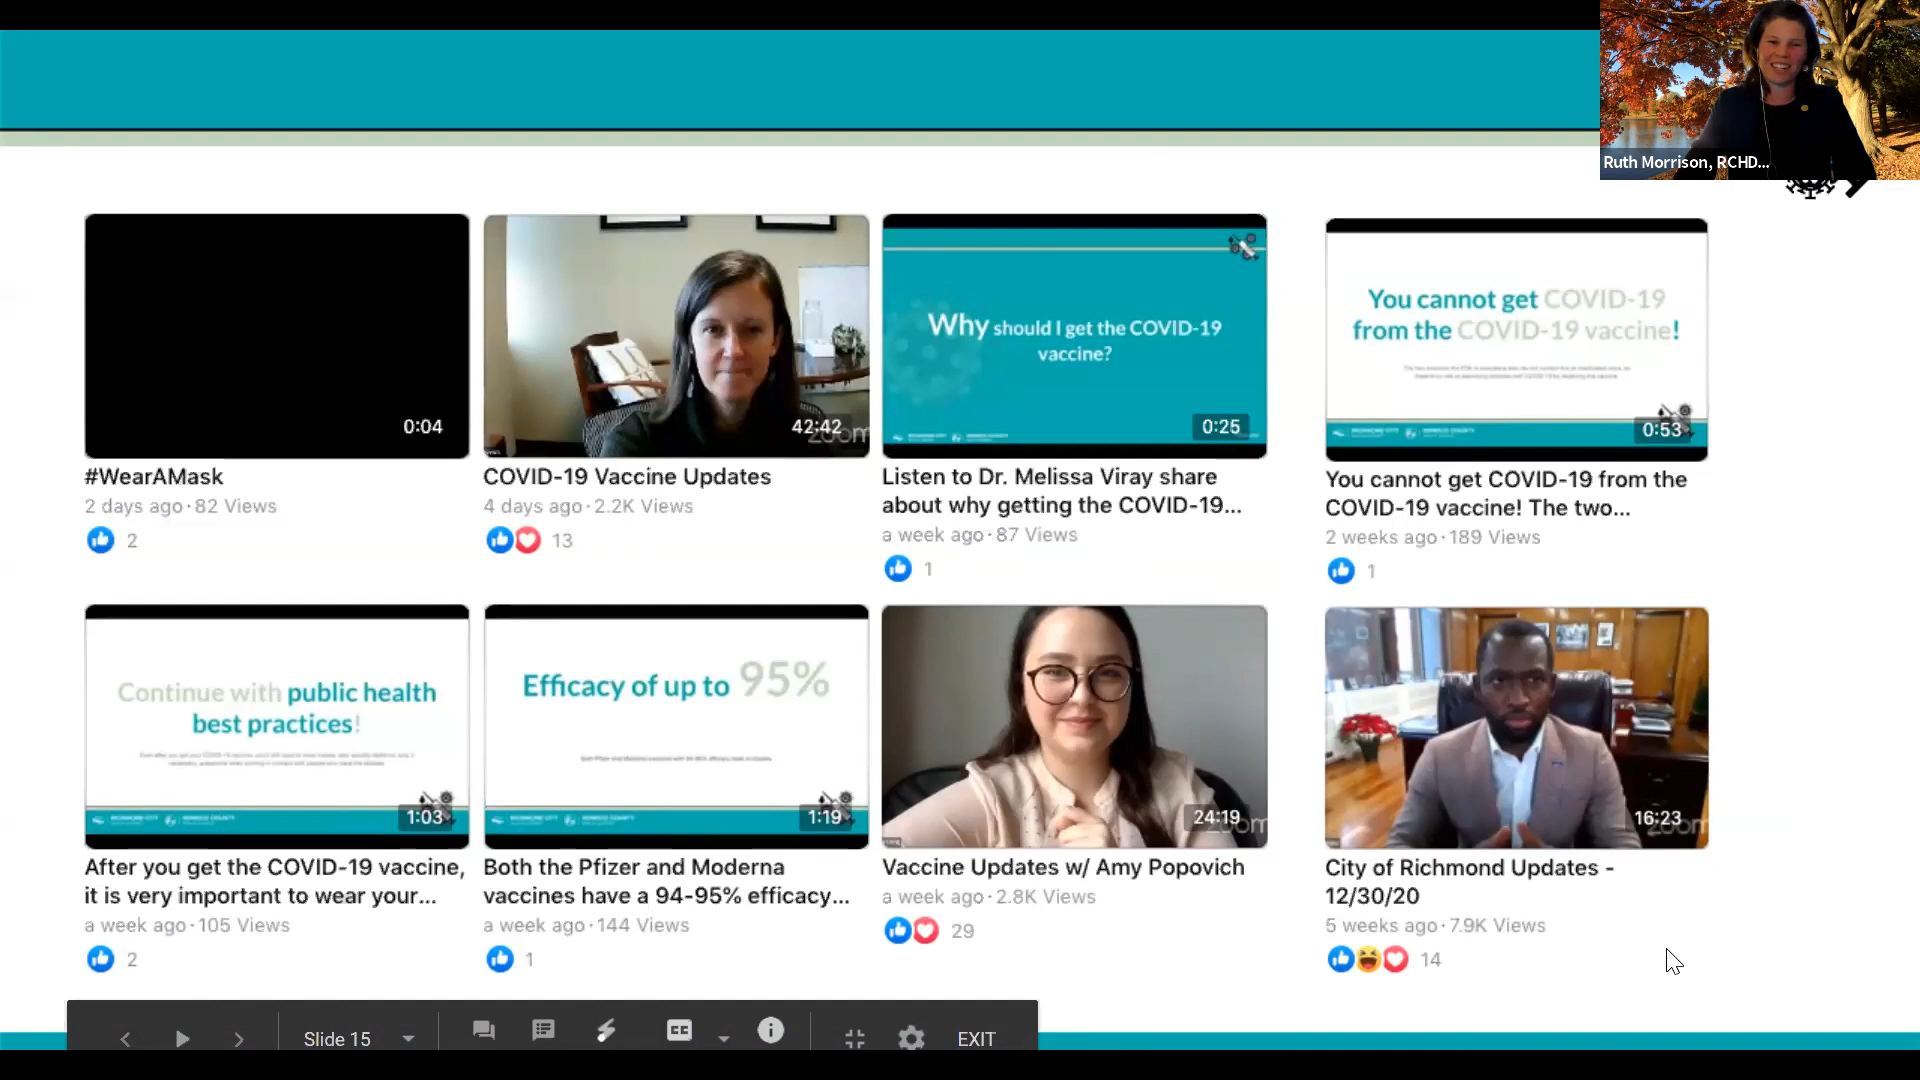 Ruth Morrison, RCHD...
0:04
#WearAMask
2 days ago · 82 Views
2
42:42
zoom
COVID-19 Vaccine Updates
4 days ago · 2.2K Views
13
Why should I get the COVID-19
vaccine?
0:25
Listen to Dr. Melissa Viray share
about why getting the COVID-19...
a week ago · 87 Views
1
You cannot get COVID-19
from the COVID-19 vaccine!
0:53
You cannot get COVID-19 from the
COVID-19 vaccine! The two...
2 weeks ago · 189 Views
1
Continue with public health
best practices!
1:03
After you get the COVID-19 vaccine,
it is very important to wear your...
a week ago · 105 Views
2
Efficacy of up to 95%
1:19
Both the Pfizer and Moderna
vaccines have a 94-95% efficacy...
a week ago · 144 Views
1
24:19
zoom
Vaccine Updates w/ Amy Popovich
a week ago · 2.8K Views
29
16:23
zoom
City of Richmond Updates -
12/30/20
5 weeks ago · 7.9K Views
14
Slide 15
CC
EXIT